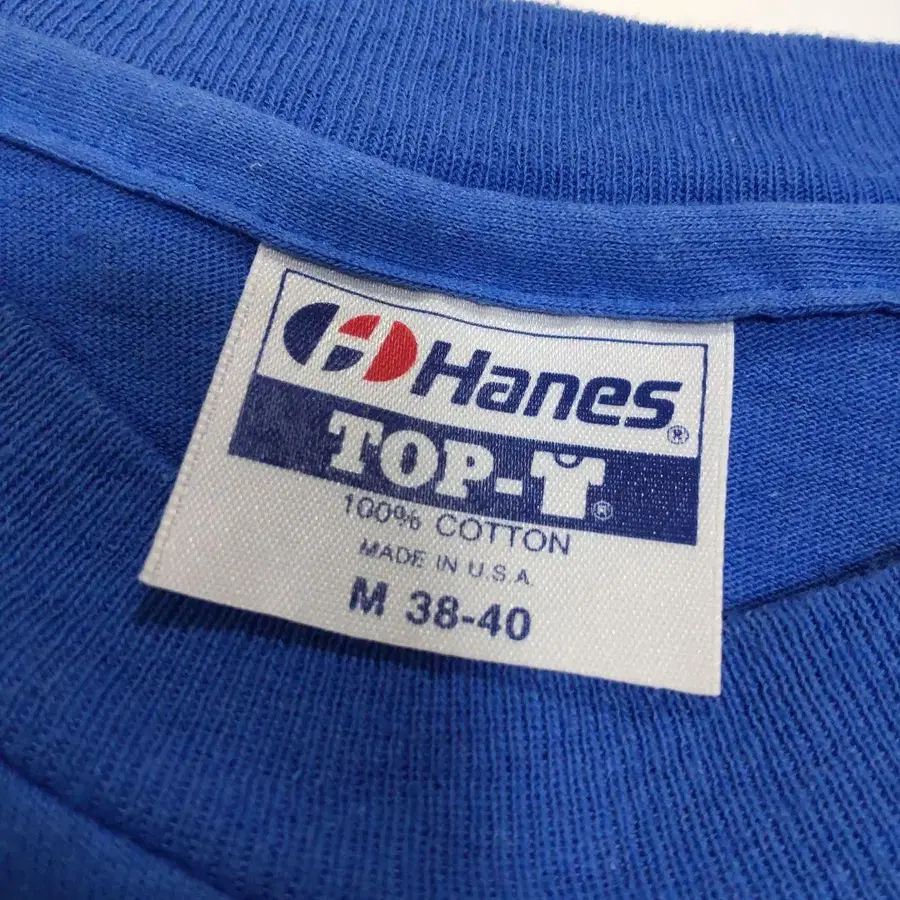 Hanes®
TOP-T®
100% COTTON
MADE IN U.S.A.
M 38-40